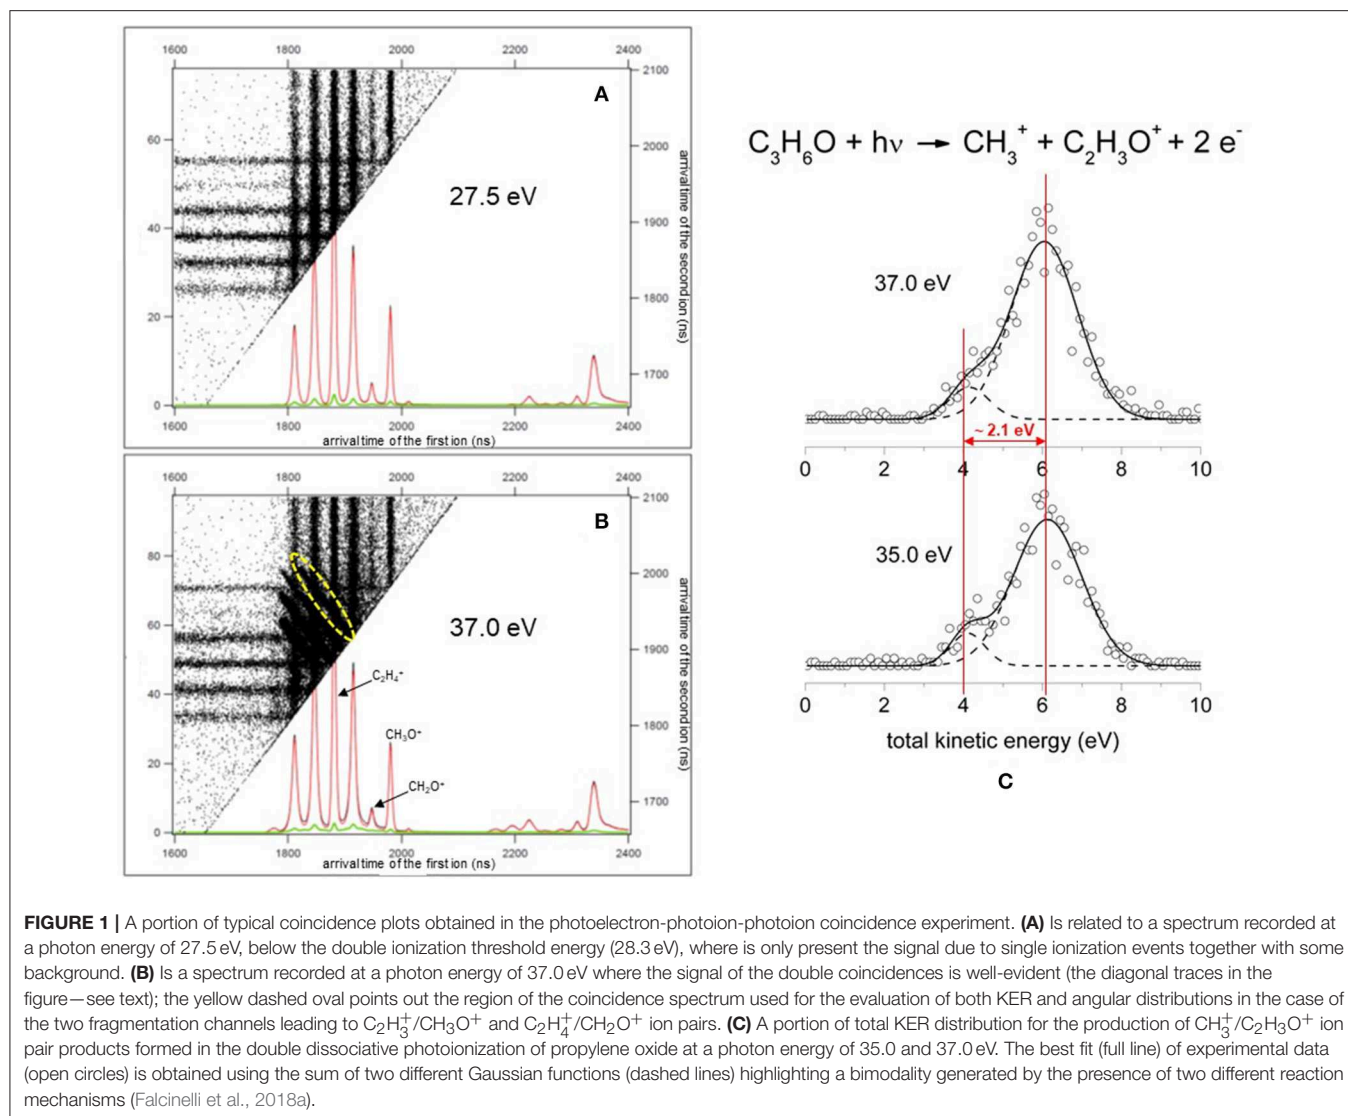 1600 1800 2000 2200 2400
2100
A
60
2000
27.5 eV
1900
40
1800
20
1700
0
arrival time of the second ion (ns)
1600 1800 2000 2200 2400
arrival time of the first ion (ns)
1600 1800 2000 2200 2400
2100
B
80
2000
60
37.0 eV
1900
C₂H₄⁺
40
CH₃O⁺
1800
20
CH₂O⁺
1700
0
arrival time of the second ion (ns)
1600 1800 2000 2200 2400
arrival time of the first ion (ns)
C₃H₆O + hν → CH₃⁺ + C₂H₃O⁺ + 2 e⁻
37.0 eV
~ 2.1 eV
0 2 4 6 8 10
35.0 eV
0 2 4 6 8 10
total kinetic energy (eV)
C
FIGURE 1 | A portion of typical coincidence plots obtained in the photoelectron-photoion-photoion coincidence experiment. (A) Is related to a spectrum recorded at
a photon energy of 27.5 eV, below the double ionization threshold energy (28.3 eV), where is only present the signal due to single ionization events together with some
background. (B) Is a spectrum recorded at a photon energy of 37.0 eV where the signal of the double coincidences is well-evident (the diagonal traces in the
figure—see text); the yellow dashed oval points out the region of the coincidence spectrum used for the evaluation of both KER and angular distributions in the case of
the two fragmentation channels leading to C₂H₃⁺/CH₃O⁺ and C₂H₄⁺/CH₂O⁺ ion pairs. (C) A portion of total KER distribution for the production of CH₃⁺/C₂H₃O⁺ ion
pair products formed in the double dissociative photoionization of propylene oxide at a photon energy of 35.0 and 37.0 eV. The best fit (full line) of experimental data
(open circles) is obtained using the sum of two different Gaussian functions (dashed lines) highlighting a bimodality generated by the presence of two different reaction
mechanisms (Falcinelli et al., 2018a).